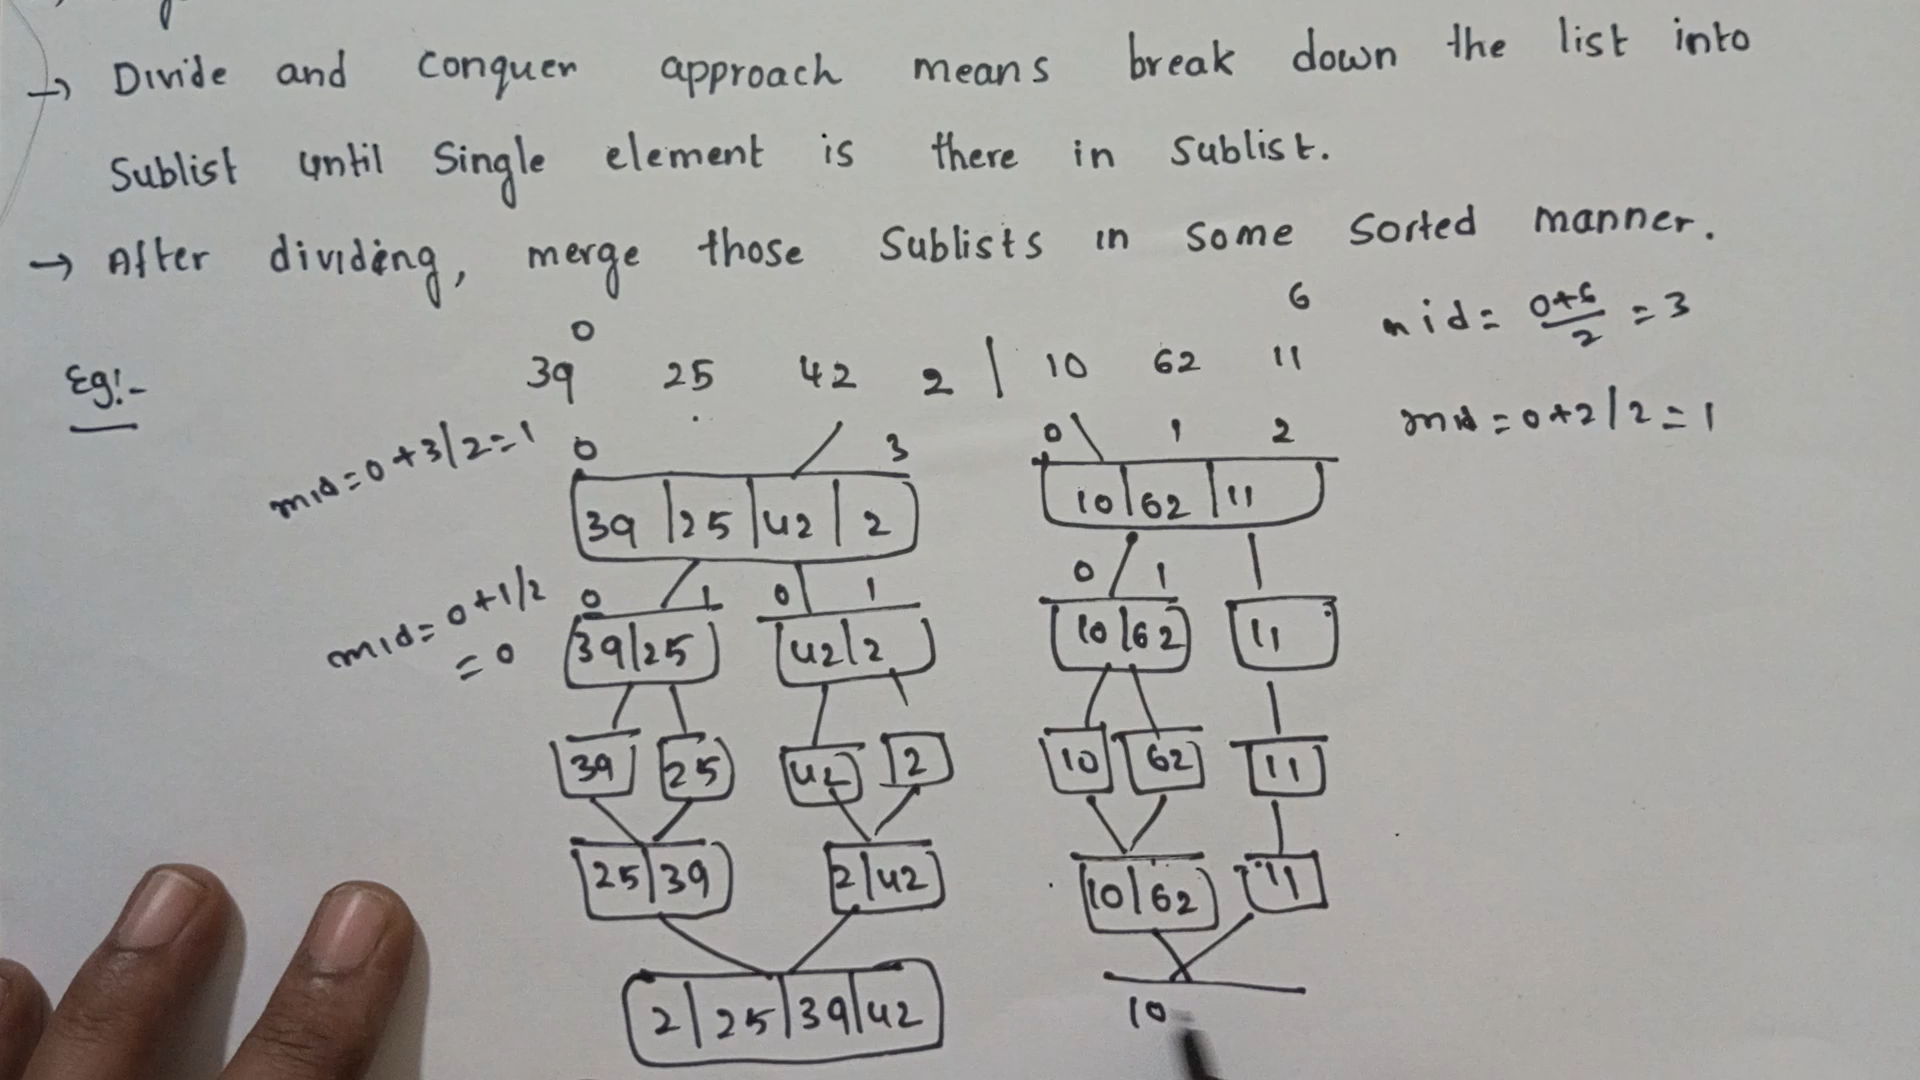 → Divide and Conquer approach means break down the list into
Sublist until Single element is there in Sublist.
→ After dividing, merge those Sublists in some Sorted manner.
0 6 mid = 0+6/2 = 3
Eg:- 39 25 42 2 | 10 62 11
mid = 0+2/2 = 1
mid = 0+3/2 = 1 0 3 0 1 2
39 | 25 | 42 | 2 10 | 62 | 11
mid = 0+1/2 0 1 0 1 0 1
= 0 39 | 25 42 | 2 10 | 62 11
39 25 42 2 10 62 11
25 | 39 2 | 42 10 | 62 11
2 | 25 | 39 | 42 10